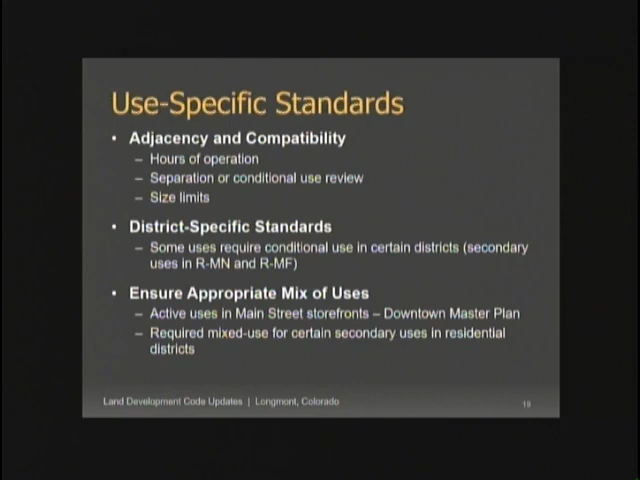 Use-Specific Standards
• Adjacency and Compatibility
– Hours of operation
– Separation or conditional use review
– Size limits
• District-Specific Standards
– Some uses require conditional use in certain districts (secondary
uses in R-MN and R-MF)
• Ensure Appropriate Mix of Uses
– Active uses in Main Street storefronts – Downtown Master Plan
– Required mixed-use for certain secondary uses in residential
districts
Land Development Code Updates | Longmont, Colorado
19